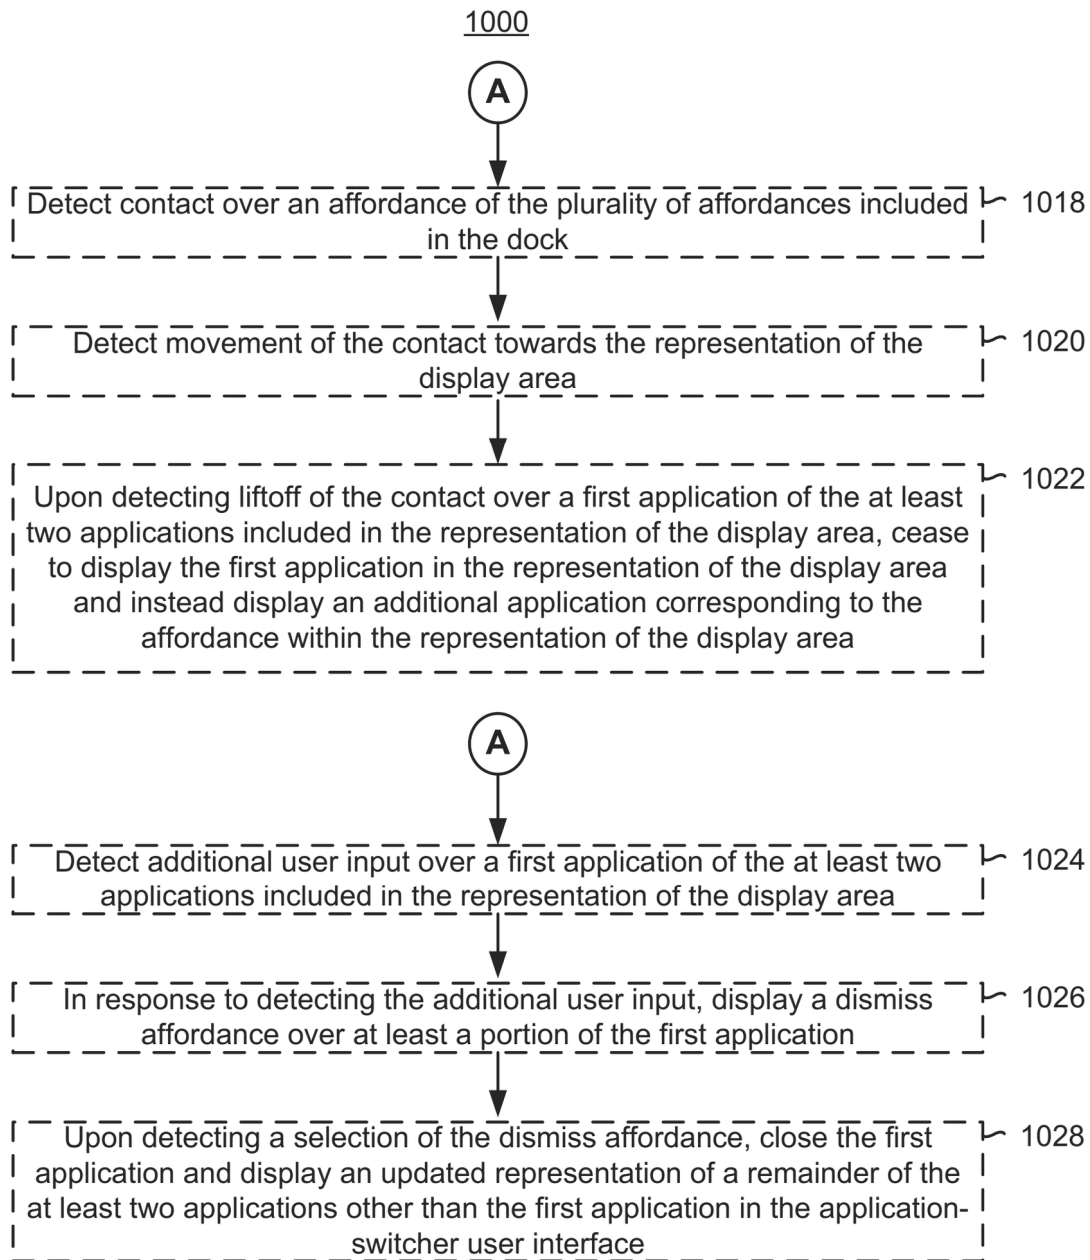 1000
A
Detect contact over an affordance of the plurality of affordances included
in the dock
1018
Detect movement of the contact towards the representation of the
display area
1020
Upon detecting liftoff of the contact over a first application of the at least
two applications included in the representation of the display area, cease
to display the first application in the representation of the display area
and instead display an additional application corresponding to the
affordance within the representation of the display area
1022
A
Detect additional user input over a first application of the at least two
applications included in the representation of the display area
1024
In response to detecting the additional user input, display a dismiss
affordance over at least a portion of the first application
1026
Upon detecting a selection of the dismiss affordance, close the first
application and display an updated representation of a remainder of the
at least two applications other than the first application in the application-
switcher user interface
1028